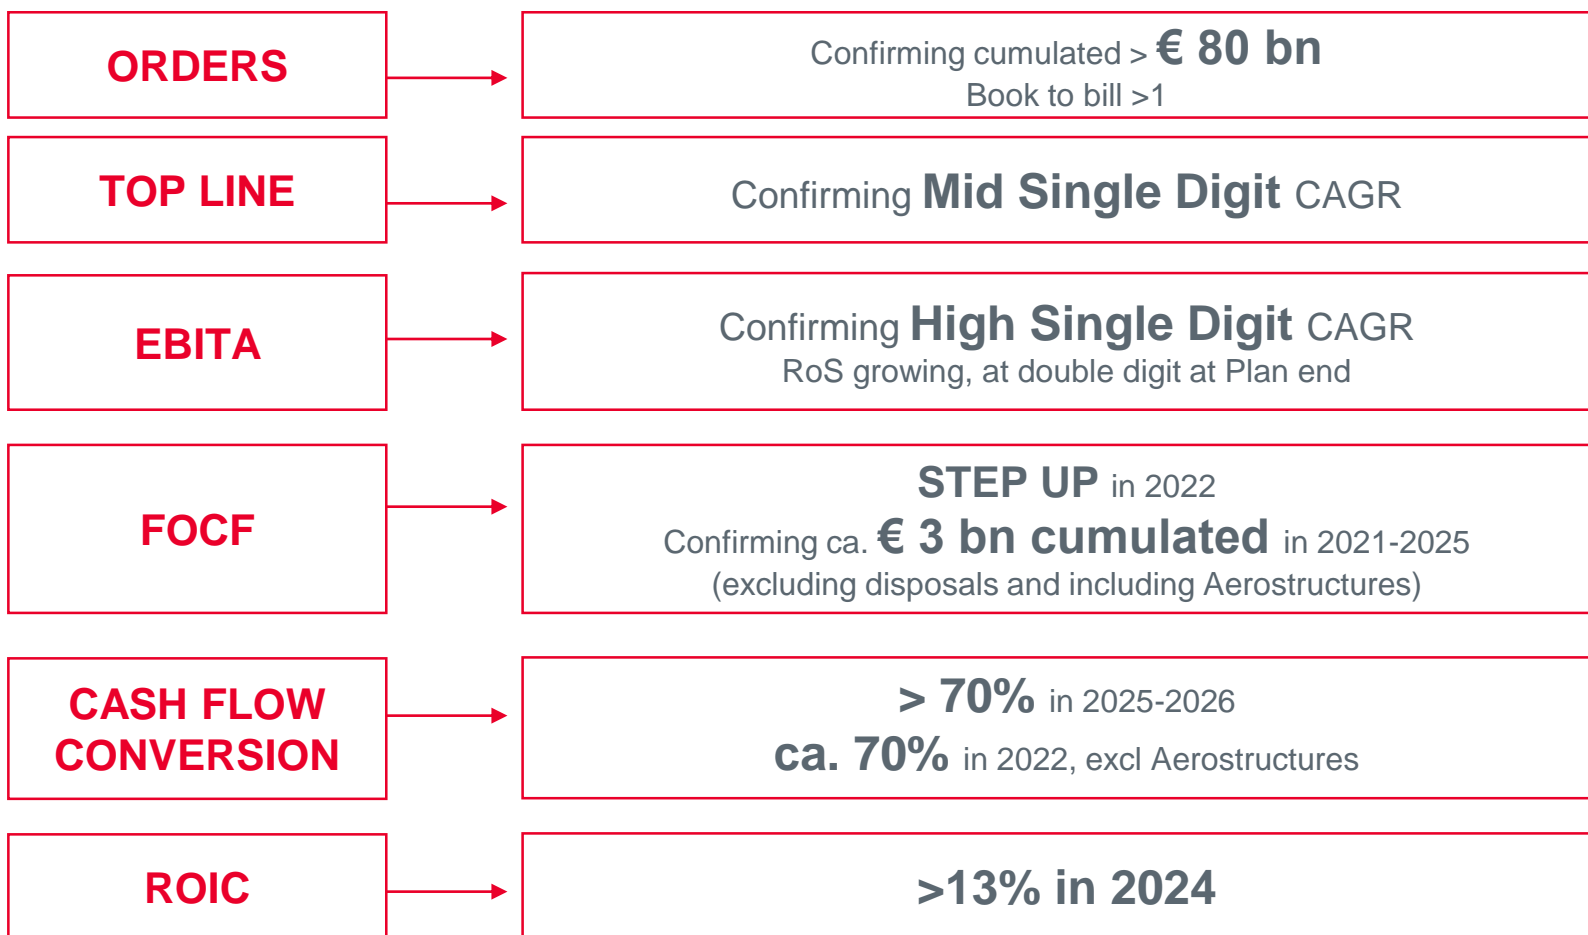 ORDERS
Confirming cumulated > € 80 bn
Book to bill >1
TOP LINE
Confirming Mid Single Digit CAGR
EBITA
Confirming High Single Digit CAGR
RoS growing, at double digit at Plan end
FOCF
STEP UP in 2022
Confirming ca. € 3 bn cumulated in 2021-2025
(excluding disposals and including Aerostructures)
CASH FLOW
CONVERSION
> 70% in 2025-2026
ca. 70% in 2022, excl Aerostructures
ROIC
>13% in 2024